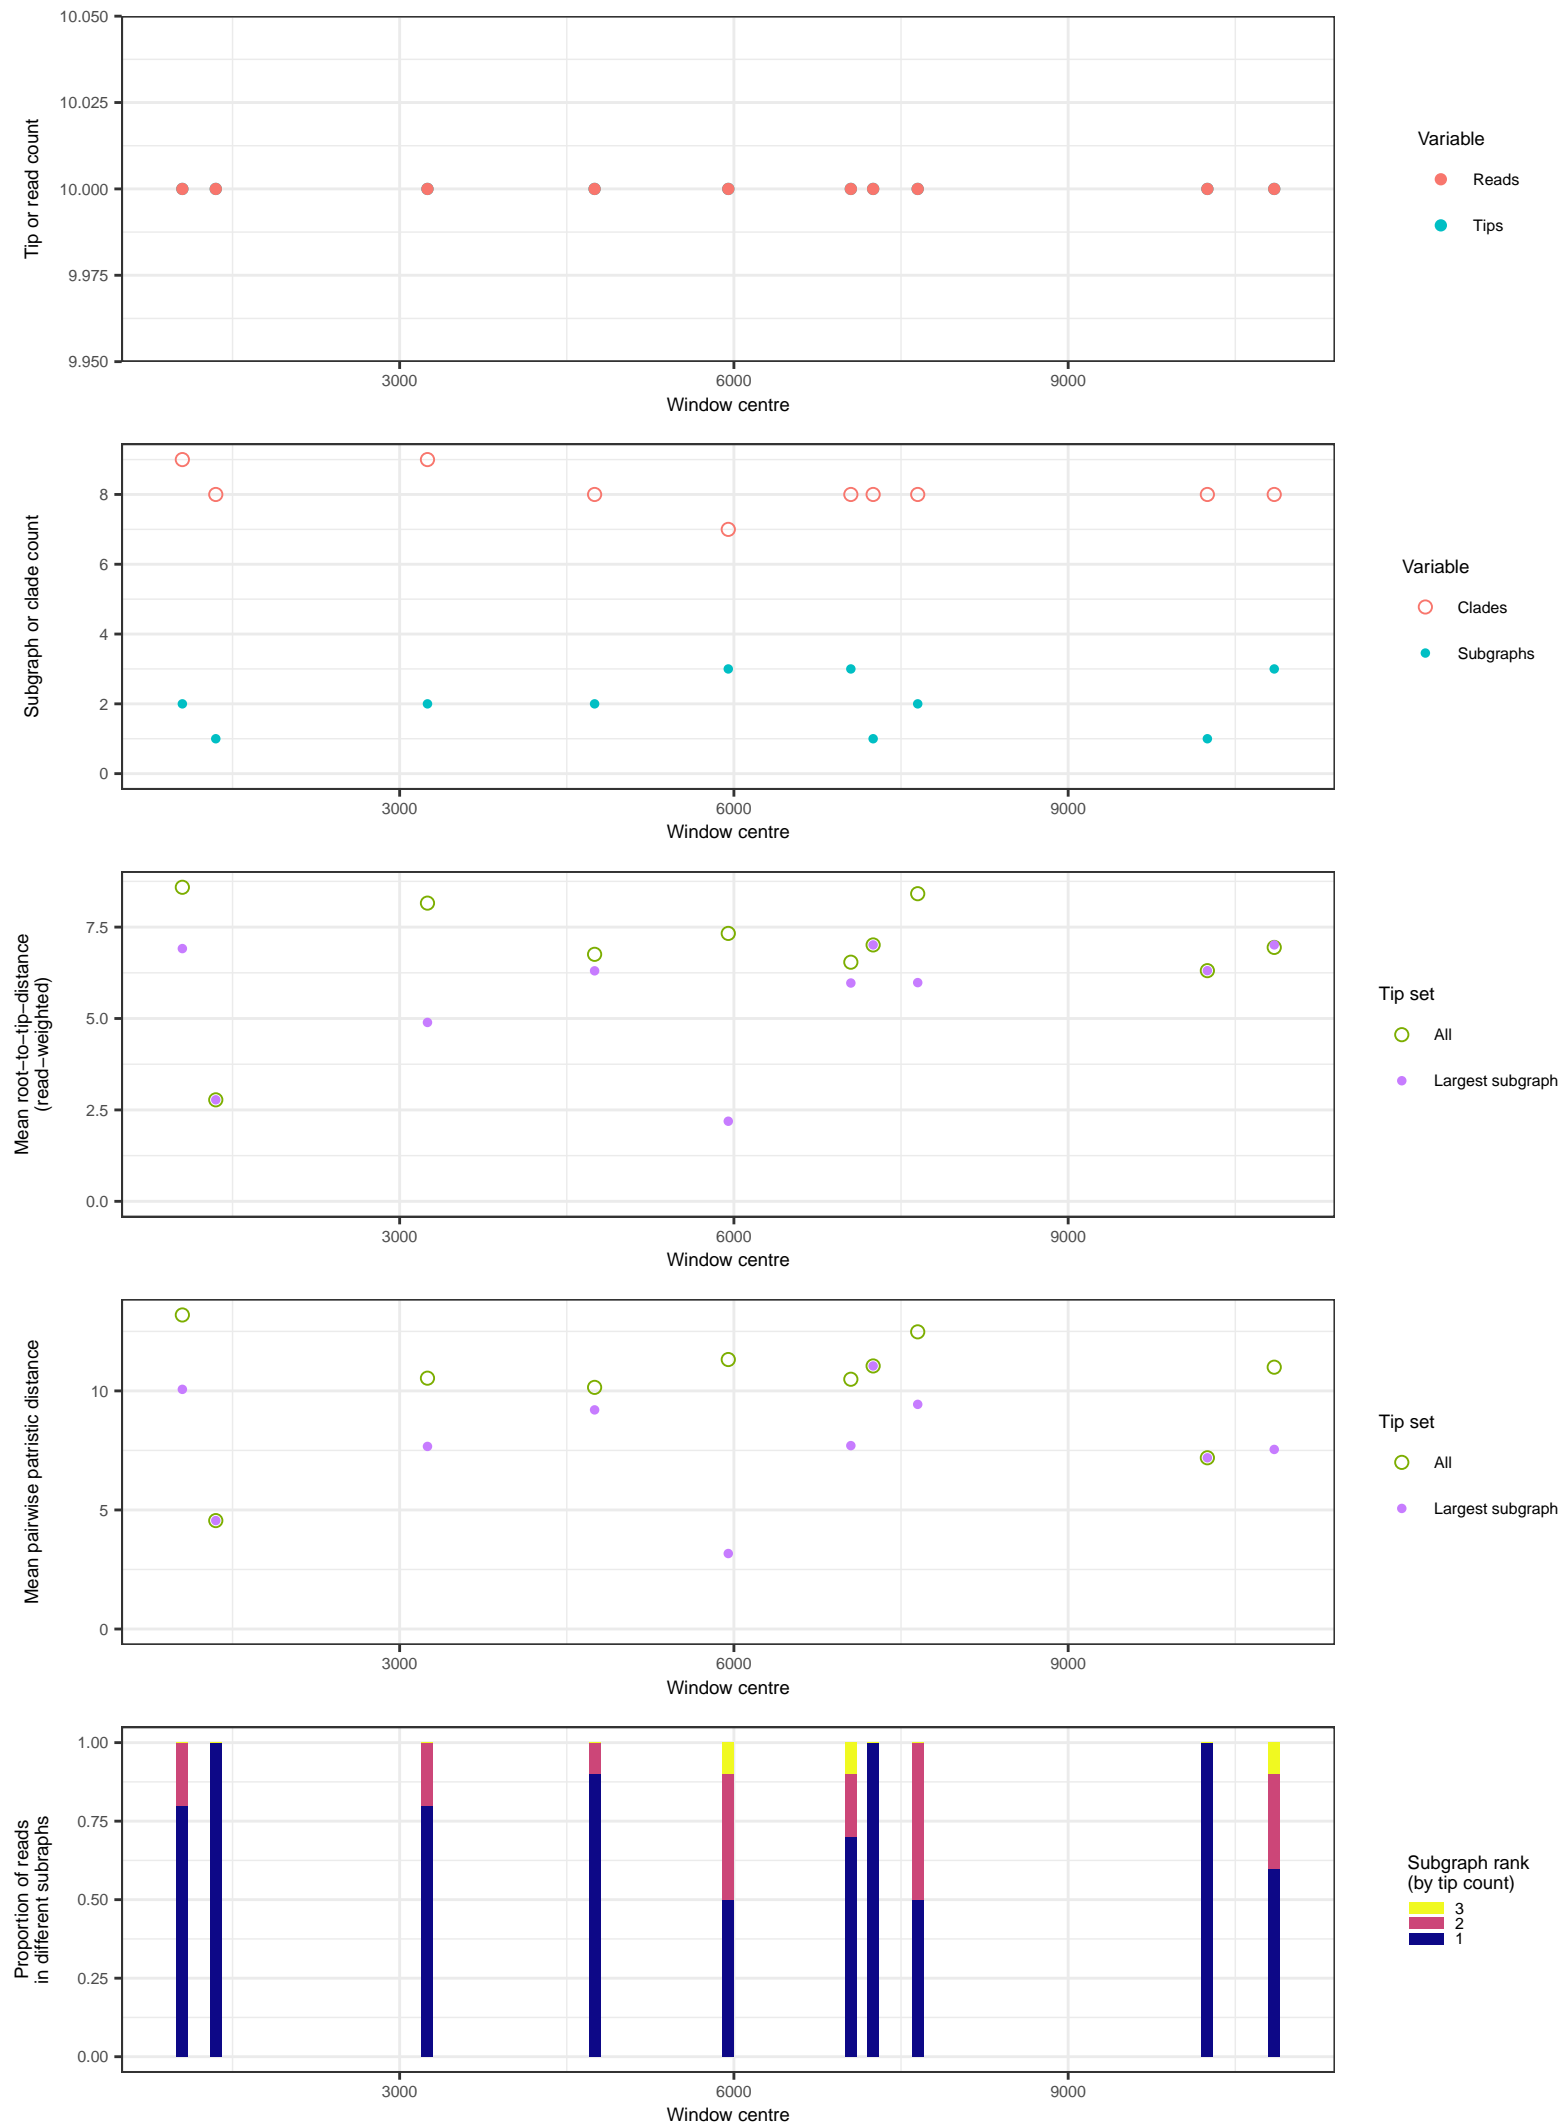 10.050
10.025
10.000
9.975
9.950
Tip or read count
3000
6000
9000
Window centre
Variable
Reads
Tips
8
6
4
2
0
Subgraph or clade count
3000
6000
9000
Window centre
Variable
Clades
Subgraphs
7.5
5.0
2.5
0.0
Mean root−to−tip−distance
(read−weighted)
3000
6000
9000
Window centre
Tip set
All
Largest subgraph
10
5
0
Mean pairwise patristic distance
3000
6000
9000
Window centre
Tip set
All
Largest subgraph
1.00
0.75
0.50
0.25
0.00
Proportion of reads
in different subraphs
3000
6000
9000
Window centre
Subgraph rank
(by tip count)
3
2
1